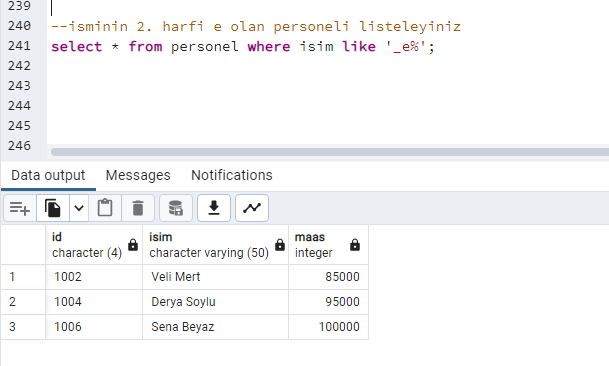 239
240 --isminin 2. harfi e olan personeli listeleyiniz
241 select * from personel where isim like '_e%';
242
243
244
245
246
Data output Messages Notifications
id isim maas
character (4) character varying (50) integer
1 1002 Veli Mert 85000
2 1004 Derya Soylu 95000
3 1006 Sena Beyaz 100000